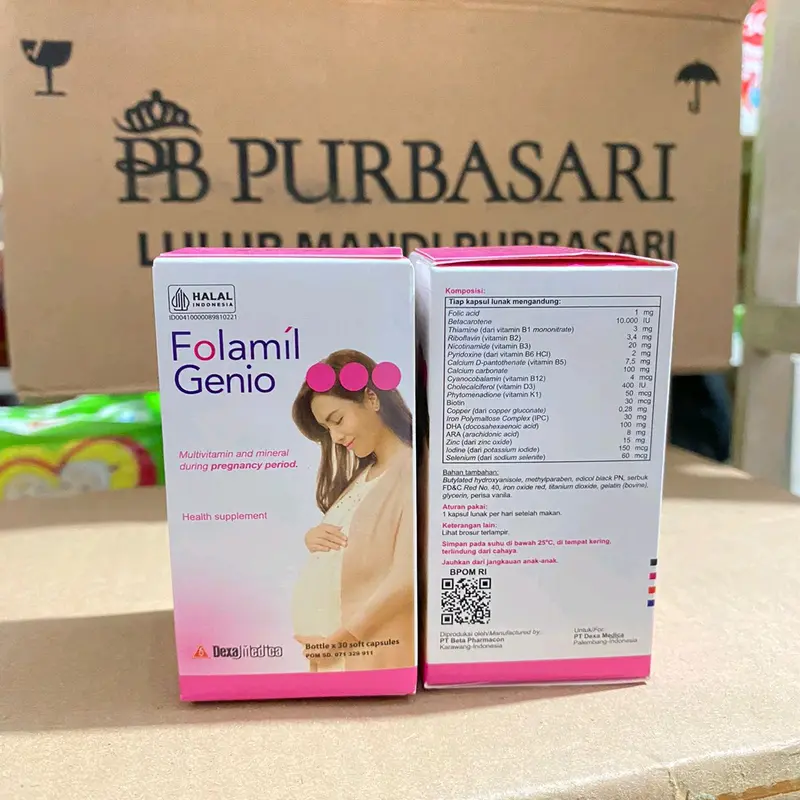 PB PURBASARI
LULUR MANDI PURBASARI
HALAL
INDONESIA
ID00410000089810221
Folamil
Genio
Multivitamin and mineral
during pregnancy period.
Health supplement
DexaMedica
Bottle x 30 soft capsules
POM SD. 071 329 911
Komposisi:
Tiap kapsul lunak mengandung:
Folic acid 1 mg
Betacarotene 10.000 IU
Thiamine (dari vitamin B1 mononitrate) 3 mg
Riboflavin (vitamin B2) 3,4 mg
Nicotinamide (vitamin B3) 20 mg
Pyridoxine (dari vitamin B6 HCl) 2 mg
Calcium D-pantothenate (vitamin B5) 7,5 mg
Calcium carbonate 100 mg
Cyanocobalamin (vitamin B12) 4 mcg
Cholecalciferol (vitamin D3) 400 IU
Phytomenadione (vitamin K1) 50 mcg
Biotin 30 mcg
Copper (dari copper gluconate) 0,28 mg
Iron Polymaltose Complex (IPC) 30 mg
DHA (docosahexaenoic acid) 100 mg
ARA (arachidonic acid) 8 mg
Zinc (dari zinc oxide) 15 mg
Iodine (dari potassium iodide) 150 mcg
Selenium (dari sodium selenite) 60 mcg
Bahan tambahan:
Butylated hydroxyanisole, methylparaben, edicol black PN, serbuk
FD&C Red No. 40, iron oxide red, titanium dioxide, gelatin (bovine),
glycerin, perisa vanila.
Aturan pakai:
1 kapsul lunak per hari setelah makan.
Keterangan lain:
Lihat brosur terlampir.
Simpan pada suhu di bawah 25°C, di tempat kering,
terlindung dari cahaya.
Jauhkan dari jangkauan anak-anak.
BPOM RI
Diproduksi oleh/Manufactured by:
PT Beta Pharmacon
Karawang-Indonesia
Untuk/For:
PT Dexa Medica
Palembang-Indonesia